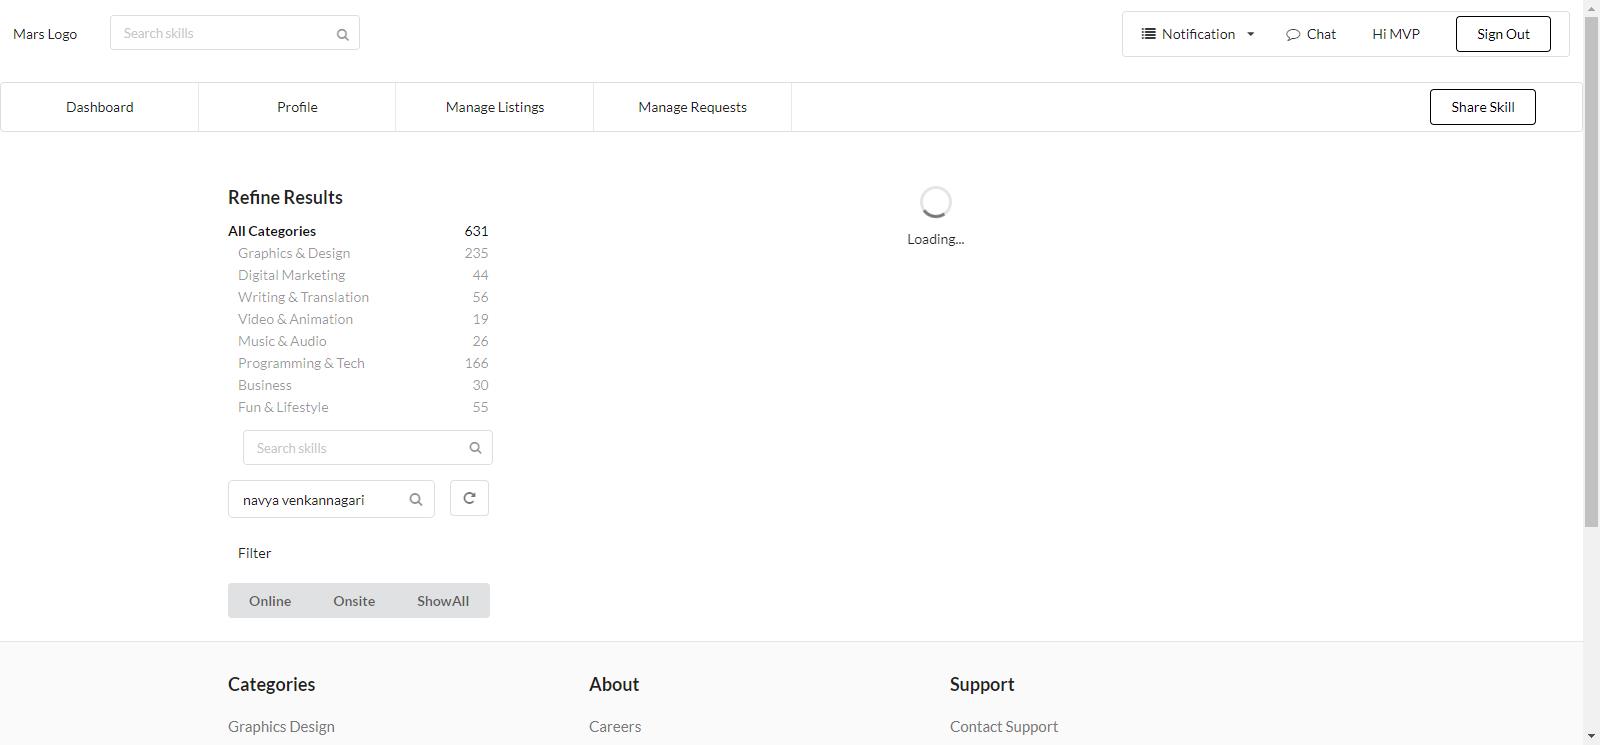 Mars Logo
Search skills
Notification
Chat
Hi MVP
Sign Out
Dashboard
Profile
Manage Listings
Manage Requests
Share Skill
Refine Results
All Categories 631
Graphics & Design 235
Digital Marketing 44
Writing & Translation 56
Video & Animation 19
Music & Audio 26
Programming & Tech 166
Business 30
Fun & Lifestyle 55
Search skills
navya venkannagari
Filter
Online Onsite ShowAll
Loading...
Categories
Graphics Design
About
Careers
Support
Contact Support